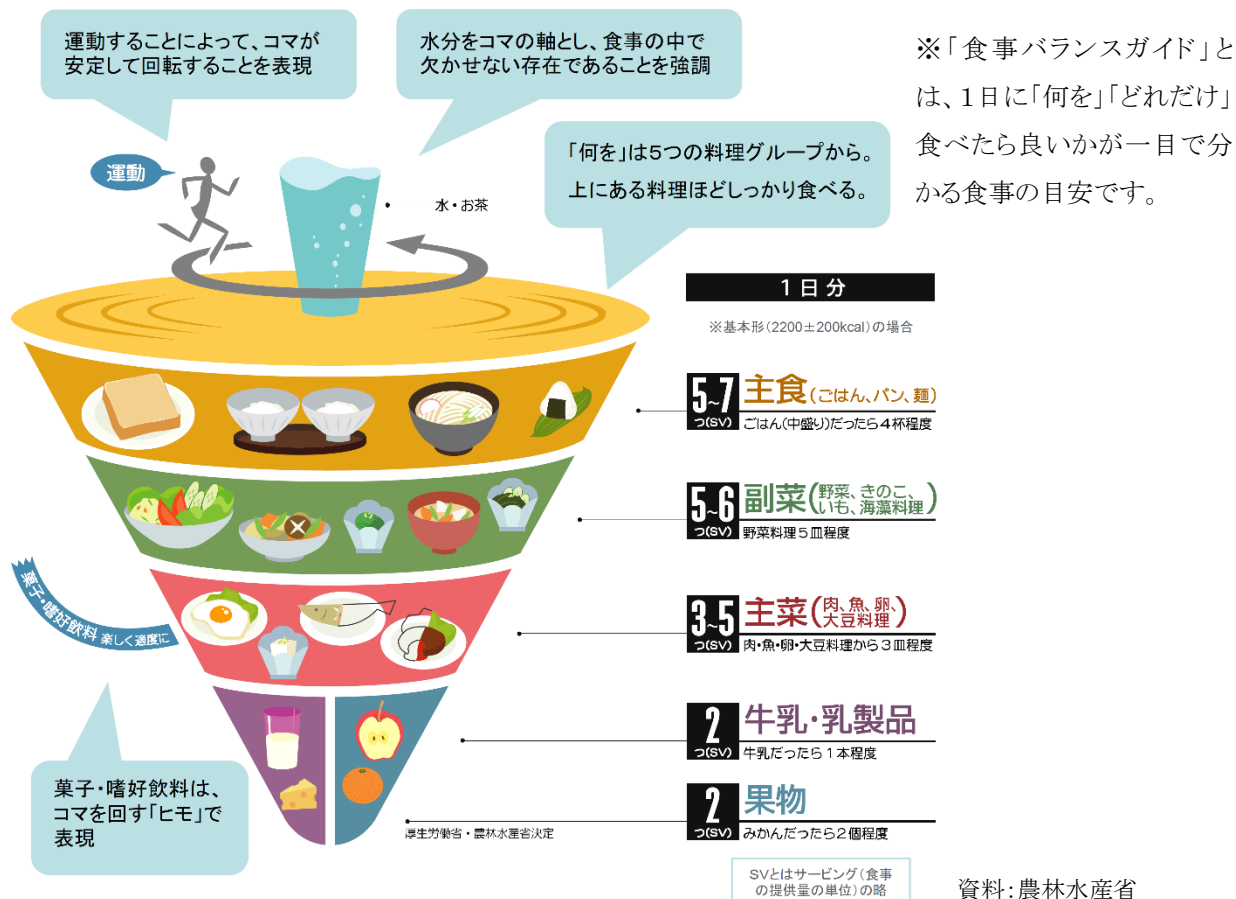 運動することによって、コマが
安定して回転することを表現
水分をコマの軸とし、食事の中で
欠かせない存在であることを強調
※「食事バランスガイド」と
は、1日に「何を」「どれだけ」
食べたら良いかが一目で分
かる食事の目安です。
「何を」は5つの料理グループから。
上にある料理ほどしっかり食べる。
運動
水・お茶
1日分
※基本形(2200±200kcal)の場合
5~7 つ(SV) 主食(ごはん、パン、麺)
ごはん(中盛り)だったら4杯程度
5~6 つ(SV) 副菜(野菜、きのこ、
いも、海藻料理)
野菜料理5皿程度
菓子・嗜好飲料 楽しく適度に
3~5 つ(SV) 主菜(肉、魚、卵、
大豆料理)
肉・魚・卵・大豆料理から3皿程度
2 つ(SV) 牛乳・乳製品
牛乳だったら1本程度
菓子・嗜好飲料は、
コマを回す「ヒモ」で
表現
2 つ(SV) 果物
みかんだったら2個程度
厚生労働省・農林水産省決定
SVとはサービング(食事
の提供量の単位)の略
資料:農林水産省